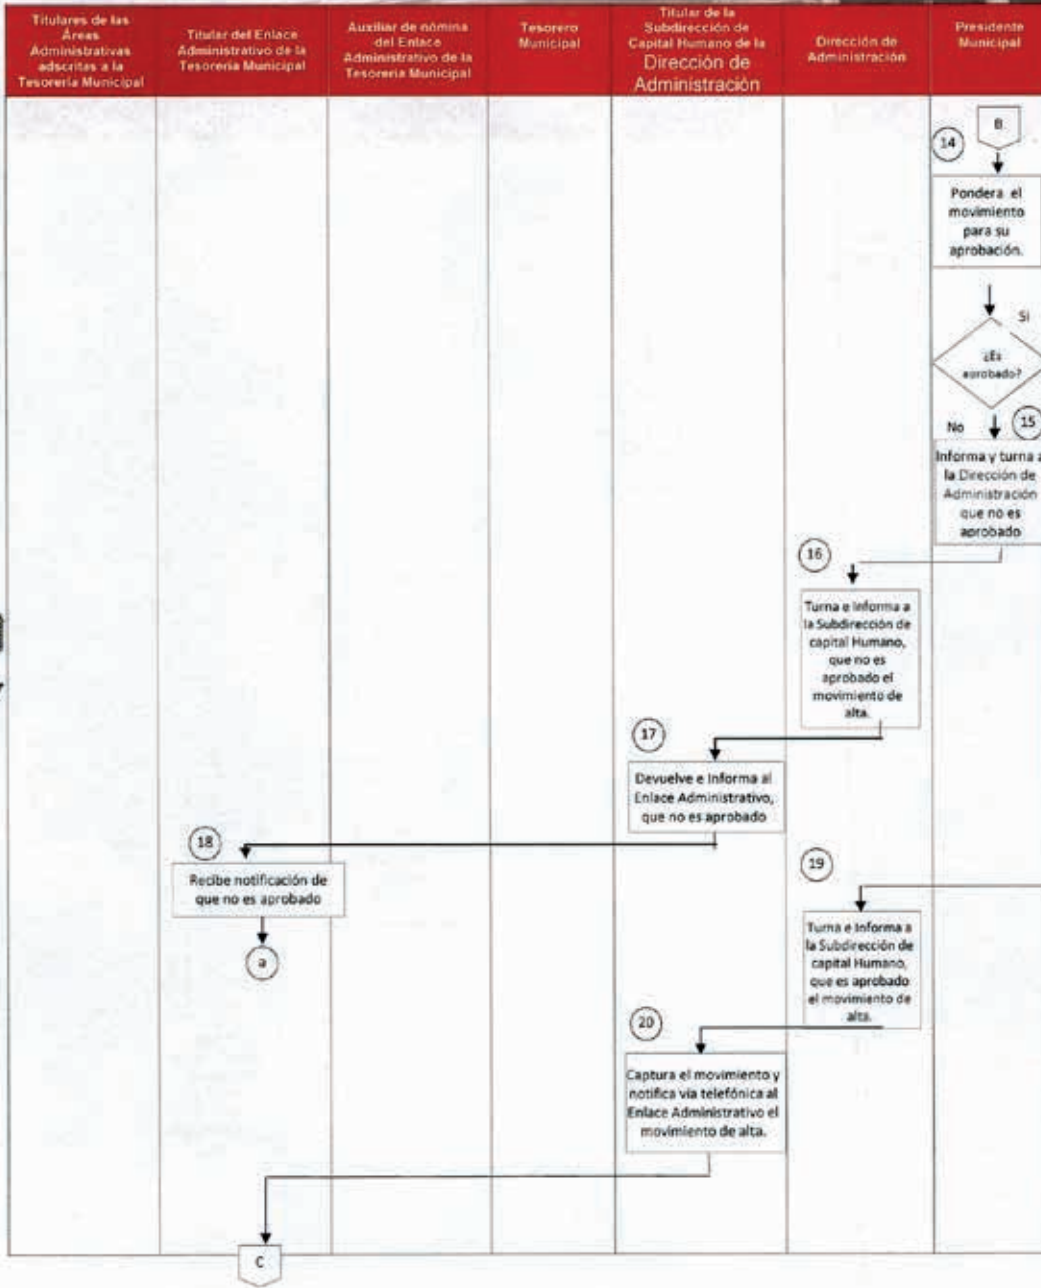 Titulares de las
Áreas
Administrativas
adscritas a la
Tesorería Municipal
Titular del Enlace
Administrativo de la
Tesorería Municipal
Auxiliar de nómina
del Enlace
Administrativo de la
Tesorería Municipal
Tesorero
Municipal
Titular de la
Subdirección de
Capital Humano de la
Dirección de
Administración
Dirección de
Administración
Presidente
Municipal
B
14
Pondera el
movimiento
para su
aprobación.
Si
¿Es
aprobado?
No
15
Informa y turna a
la Dirección de
Administración
que no es
aprobado
16
Turna e Informa a
la Subdirección de
capital Humano,
que no es
aprobado el
movimiento de
alta.
17
Devuelve e Informa al
Enlace Administrativo,
que no es aprobado
18
Recibe notificación de
que no es aprobado
a
19
Turna e Informa a
la Subdirección de
capital Humano,
que es aprobado
el movimiento de
alta.
20
Captura el movimiento y
notifica vía telefónica al
Enlace Administrativo el
movimiento de alta.
C